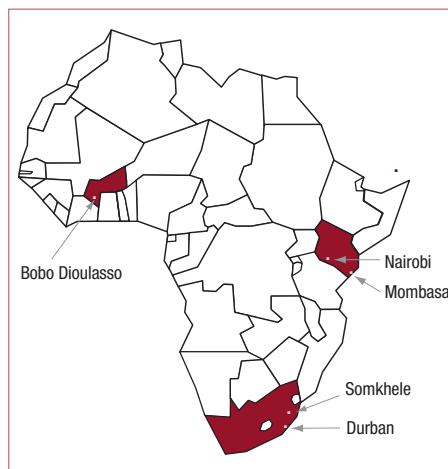 Bobo Dioulasso
Nairobi
Mombasa
Somkhele
Durban